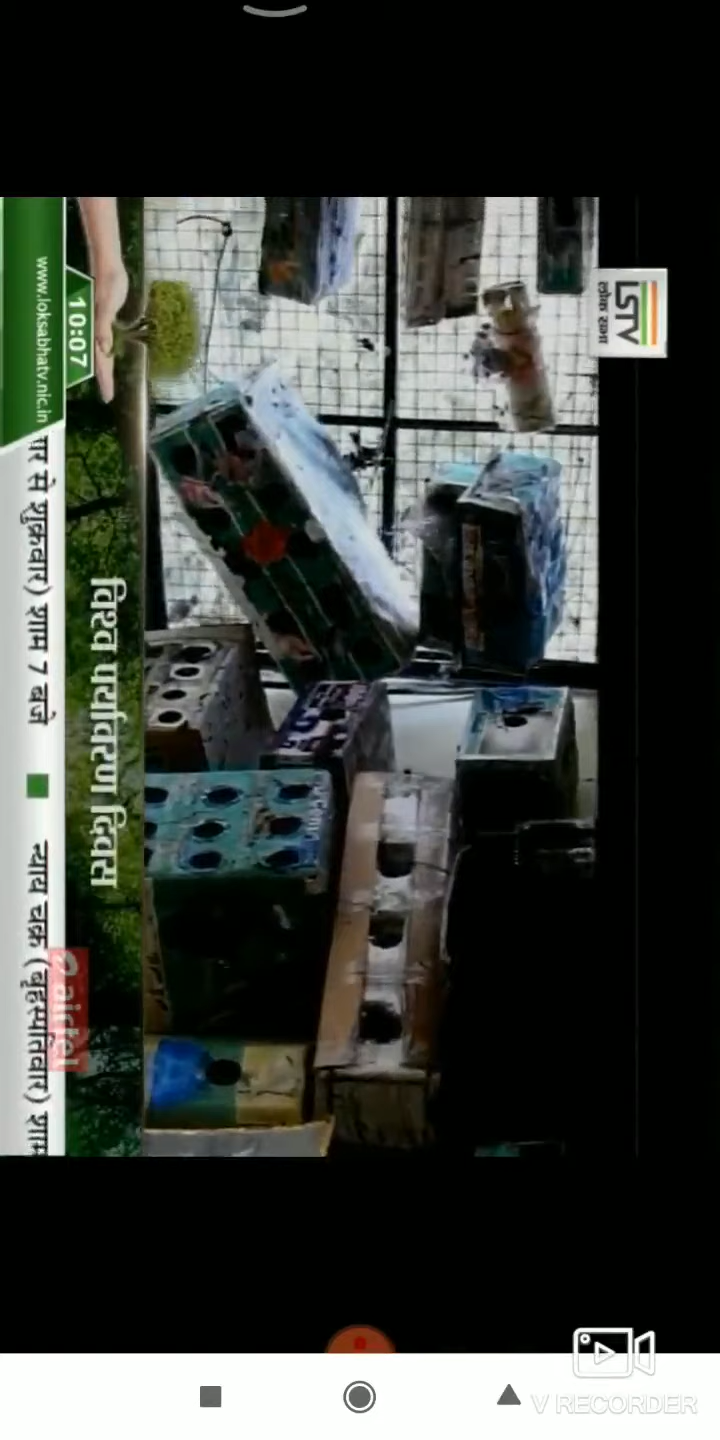 LSTV
लोक सभा
विश्व पर्यावरण दिवस
airtel
10:07
www.loksabhatv.nic.in
से शुक्रवार) शाम 7 बजे ■ न्याय चक्र (बृहस्पतिवार) शाम
V RECORDER